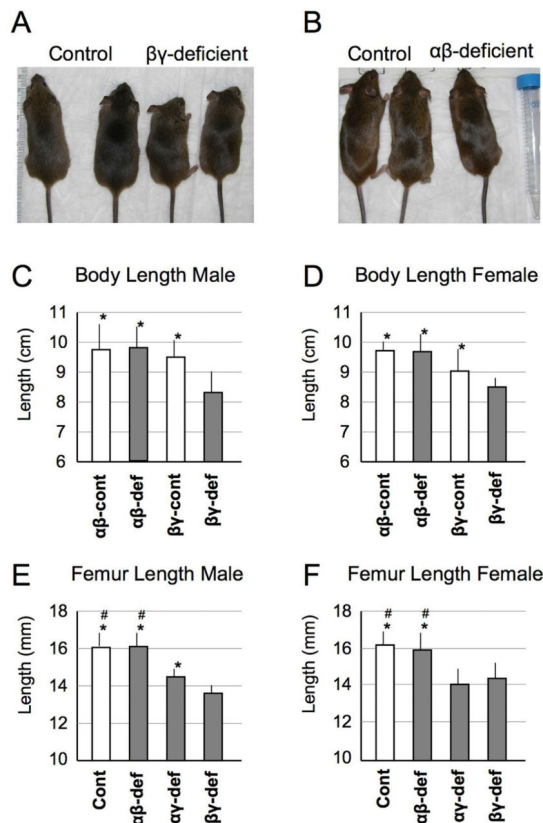 A
Control βγ-deficient
B
Control αβ-deficient
C Body Length Male
Length (cm)
11
10
9
8
7
6
* * *
αβ-cont αβ-def βγ-cont βγ-def
D Body Length Female
Length (cm)
11
10
9
8
7
6
* * *
αβ-cont αβ-def βγ-cont βγ-def
E Femur Length Male
Length (mm)
18
16
14
12
10
# #
* * *
Cont αβ-def αγ-def βγ-def
F Femur Length Female
Length (mm)
18
16
14
12
10
# #
* *
Cont αβ-def αγ-def βγ-def